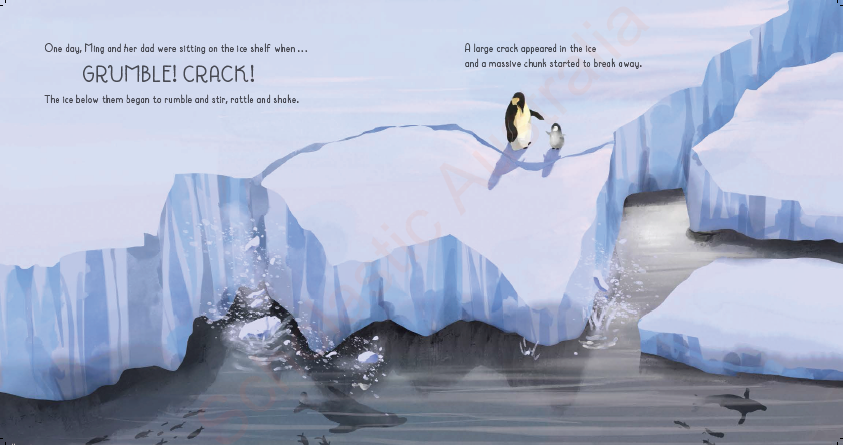 One day, Ming and her dad were sitting on the ice shelf when...
GRUMBLE! CRACK!
The ice below them began to rumble and stir, rattle and shake.
A large crack appeared in the ice
and a massive chunk started to break away.